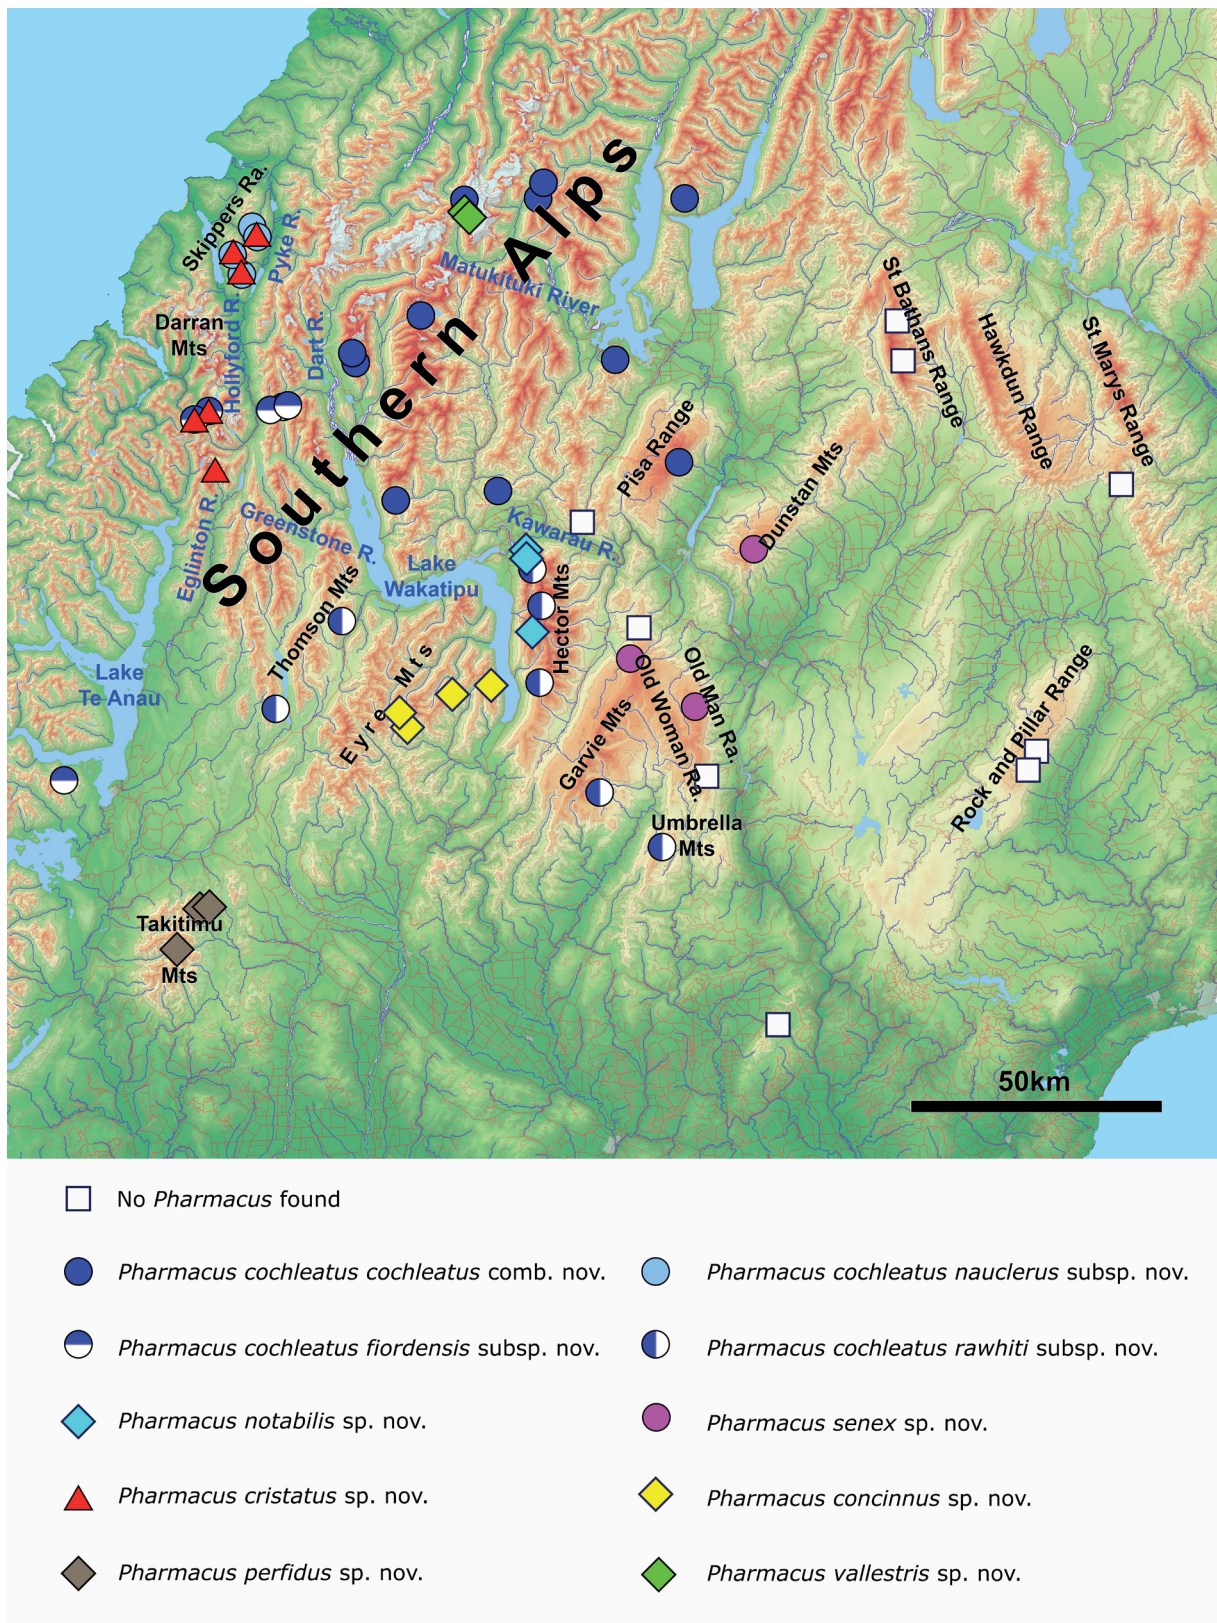 Skippers Ra.
Pyke R.
Southern Alps
Matukituki River
Darran
Mts
Hollyford R.
Dart R.
St Bathans Range
Hawkdun Range
St Marys Range
Pisa Range
Dunstan Mts
Eglinton R.
Greenstone R.
Kawarau R.
Lake
Wakatipu
Thomson Mts
Hector Mts
Lake
Te Anau
Eyre Mts
Garvie Mts
Old Woman Ra.
Old Man Ra.
Rock and Pillar Range
Umbrella
Mts
Takitimu
Mts
50km
No Pharmacus found
Pharmacus cochleatus cochleatus comb. nov.
Pharmacus cochleatus nauclerus subsp. nov.
Pharmacus cochleatus fiordensis subsp. nov.
Pharmacus cochleatus rawhiti subsp. nov.
Pharmacus notabilis sp. nov.
Pharmacus senex sp. nov.
Pharmacus cristatus sp. nov.
Pharmacus concinnus sp. nov.
Pharmacus perfidus sp. nov.
Pharmacus vallestris sp. nov.